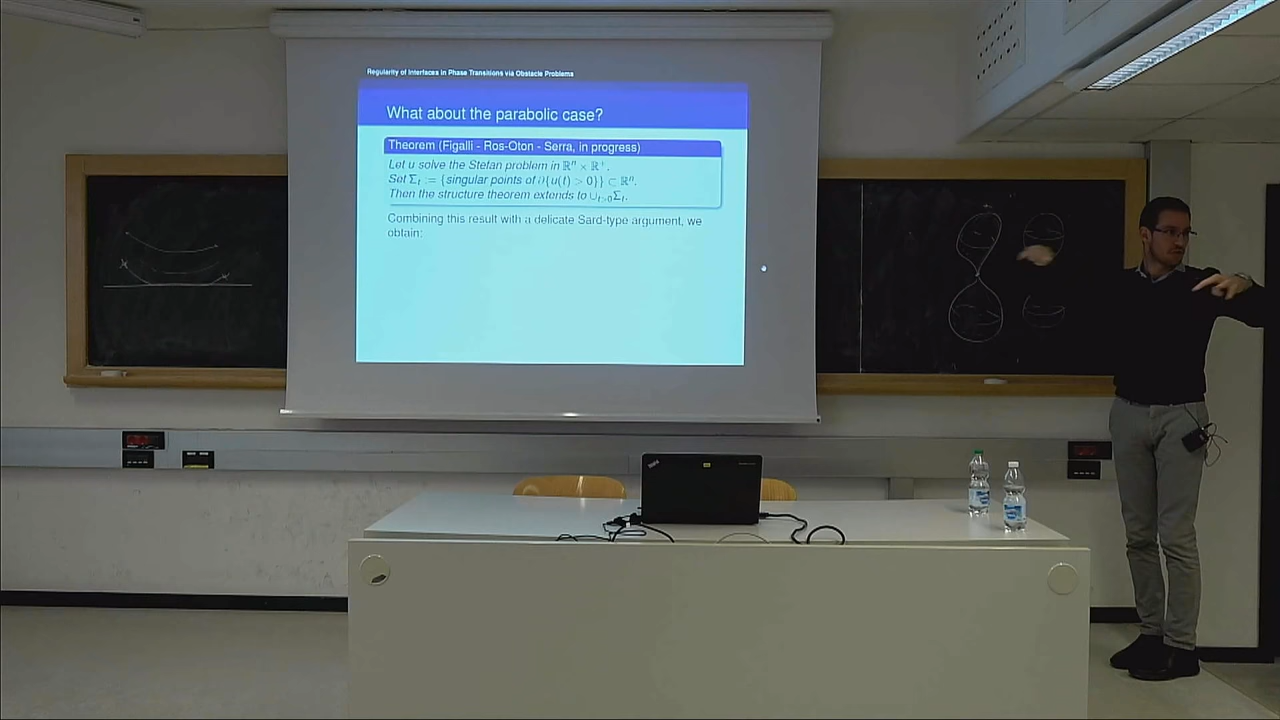 Regularity of Interfaces in Phase Transitions via Obstacle Problems
What about the parabolic case?
Theorem (Figalli - Ros-Oton - Serra, in progress)
Let u solve the Stefan problem in ℝⁿ × ℝ⁺.
Set Σₜ := {singular points of ∂{u(t) > 0}} ⊂ ℝⁿ.
Then the structure theorem extends to ∪ₜ>₀Σₜ.
Combining this result with a delicate Sard-type argument, we
obtain: